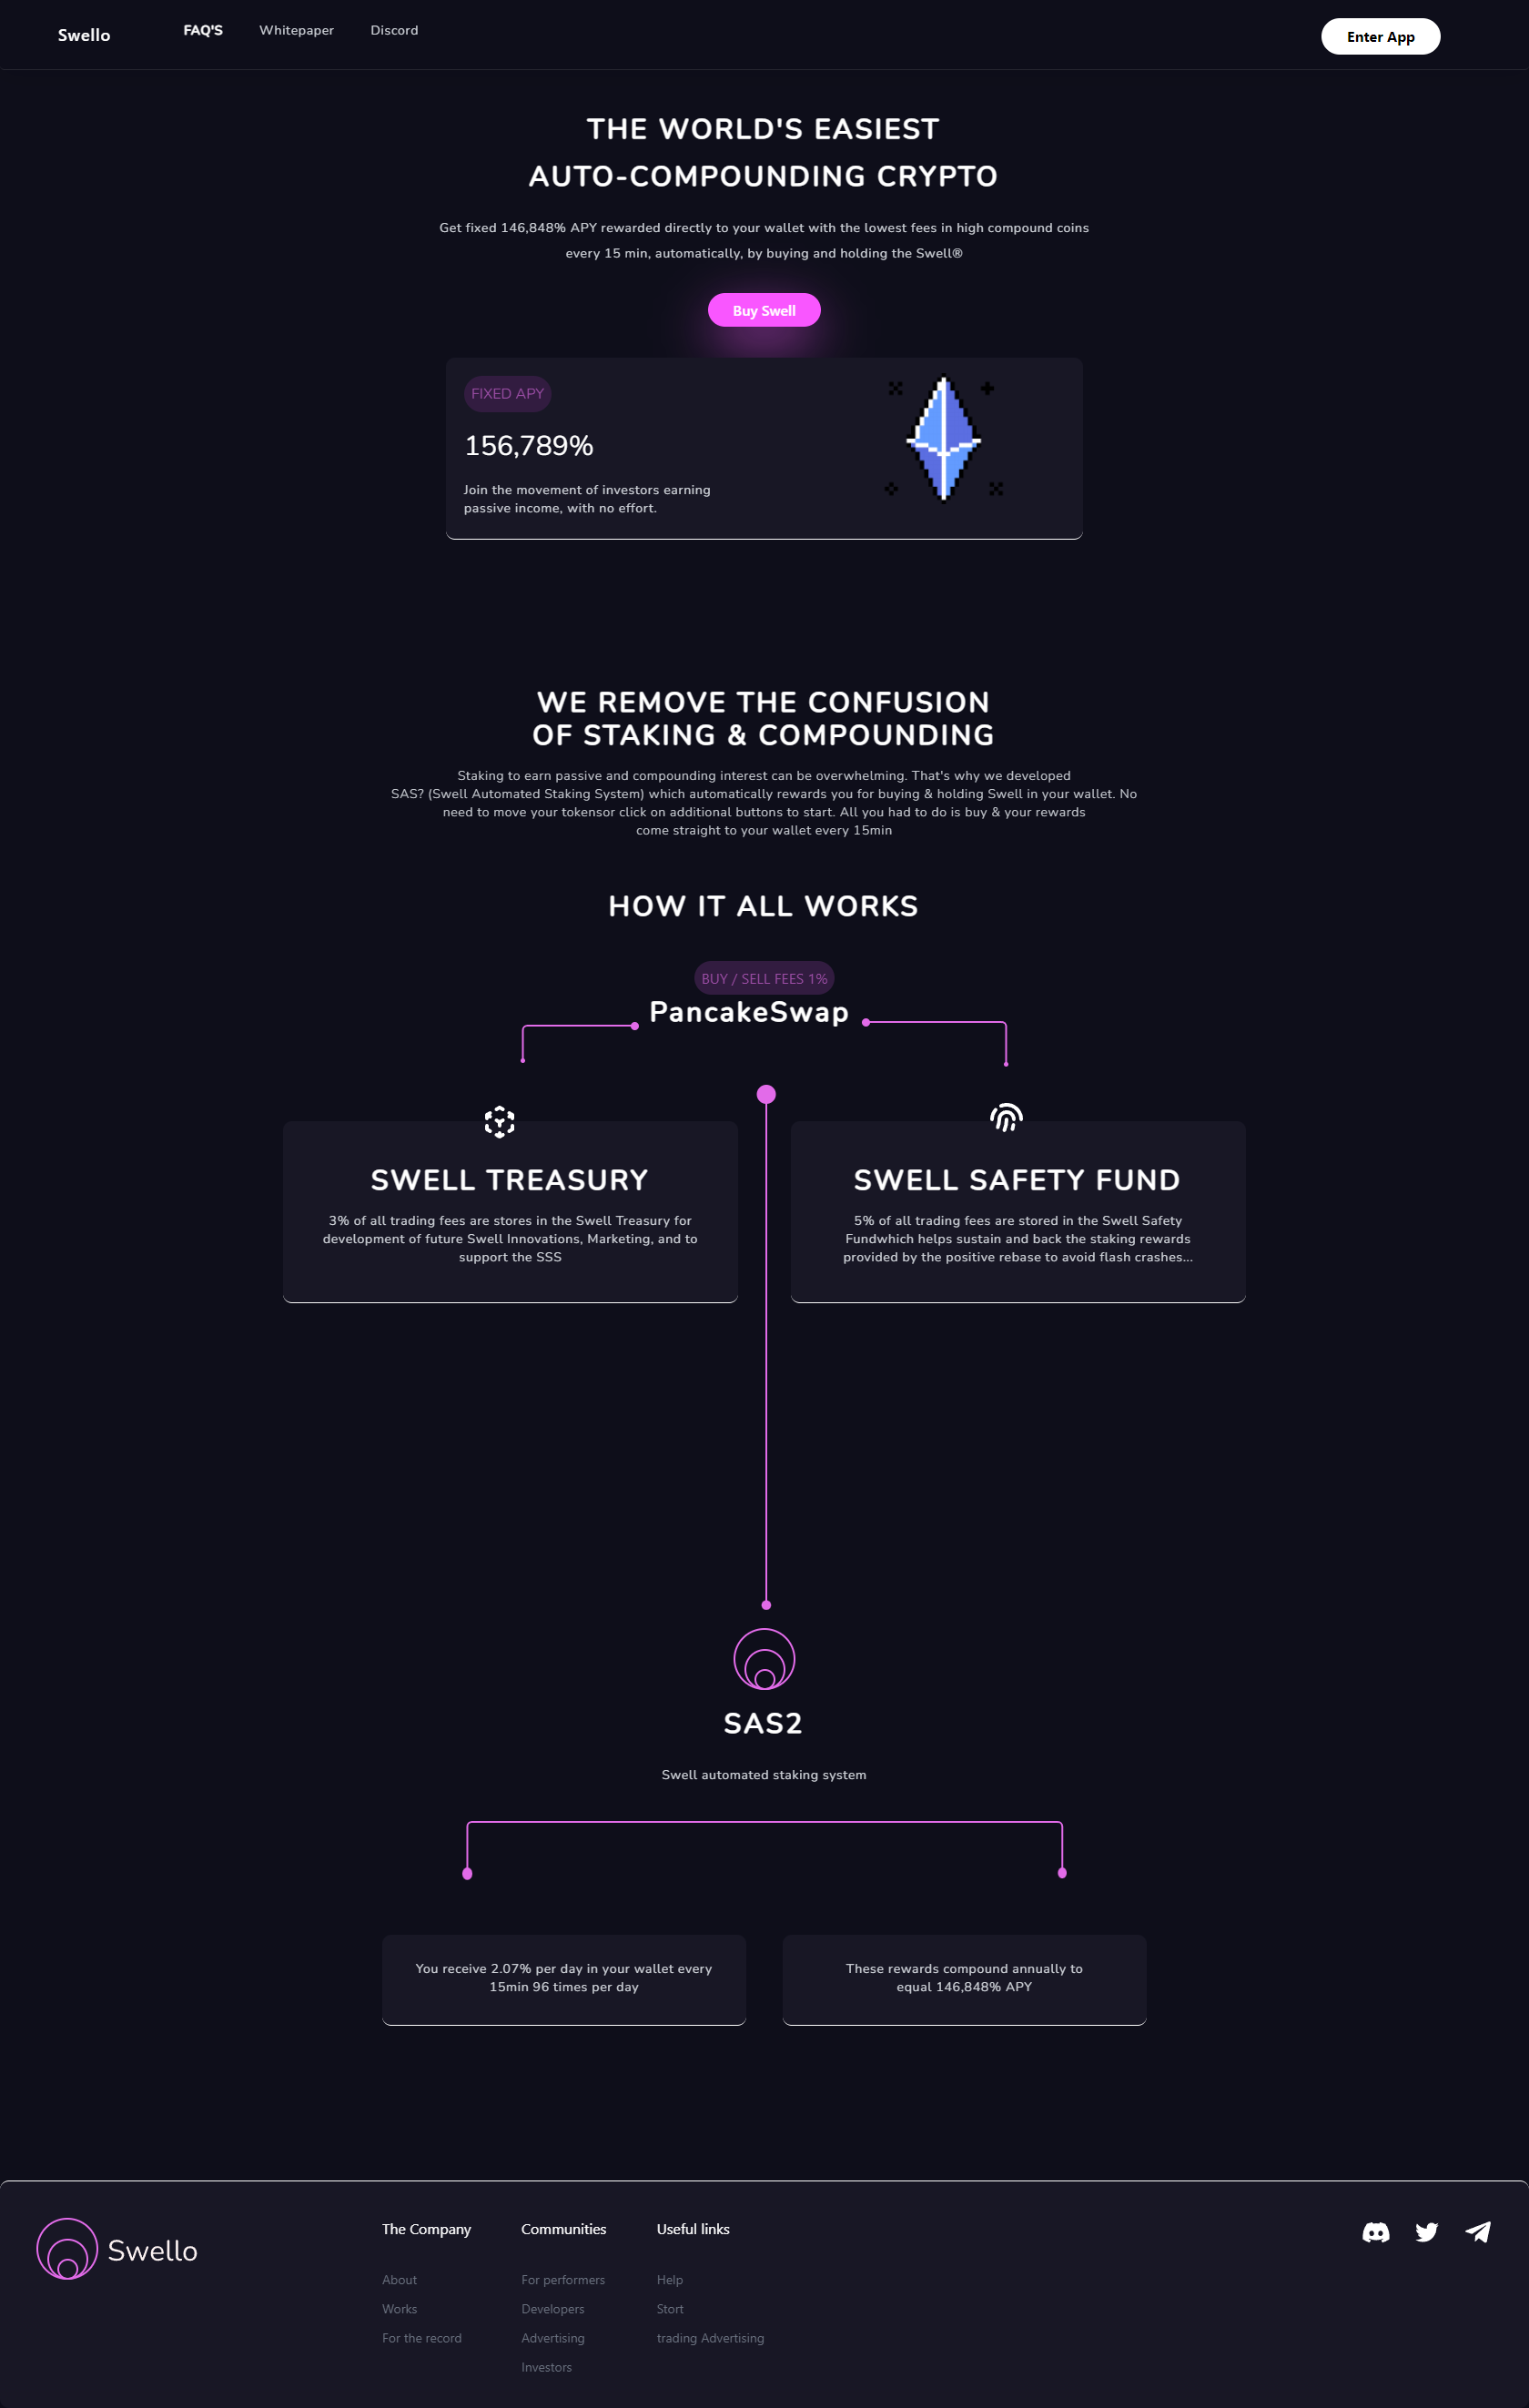 Swello
FAQ'S
Whitepaper
Discord
Enter App
THE WORLD'S EASIEST
AUTO-COMPOUNDING CRYPTO
Get fixed 146,848% APY rewarded directly to your wallet with the lowest fees in high compound coins
every 15 min, automatically, by buying and holding the Swell®
Buy Swell
FIXED APY
156,789%
Join the movement of investors earning
passive income, with no effort.
WE REMOVE THE CONFUSION
OF STAKING & COMPOUNDING
Staking to earn passive and compounding interest can be overwhelming. That's why we developed
SAS? (Swell Automated Staking System) which automatically rewards you for buying & holding Swell in your wallet. No
need to move your tokensor click on additional buttons to start. All you had to do is buy & your rewards
come straight to your wallet every 15min
HOW IT ALL WORKS
BUY / SELL FEES 1%
PancakeSwap
SWELL TREASURY
3% of all trading fees are stores in the Swell Treasury for
development of future Swell Innovations, Marketing, and to
support the SSS
SWELL SAFETY FUND
5% of all trading fees are stored in the Swell Safety
Fundwhich helps sustain and back the staking rewards
provided by the positive rebase to avoid flash crashes...
SAS2
Swell automated staking system
You receive 2.07% per day in your wallet every
15min 96 times per day
These rewards compound annually to
equal 146,848% APY
Swello
The Company
About
Works
For the record
Communities
For performers
Developers
Advertising
Investors
Useful links
Help
Stort
trading Advertising